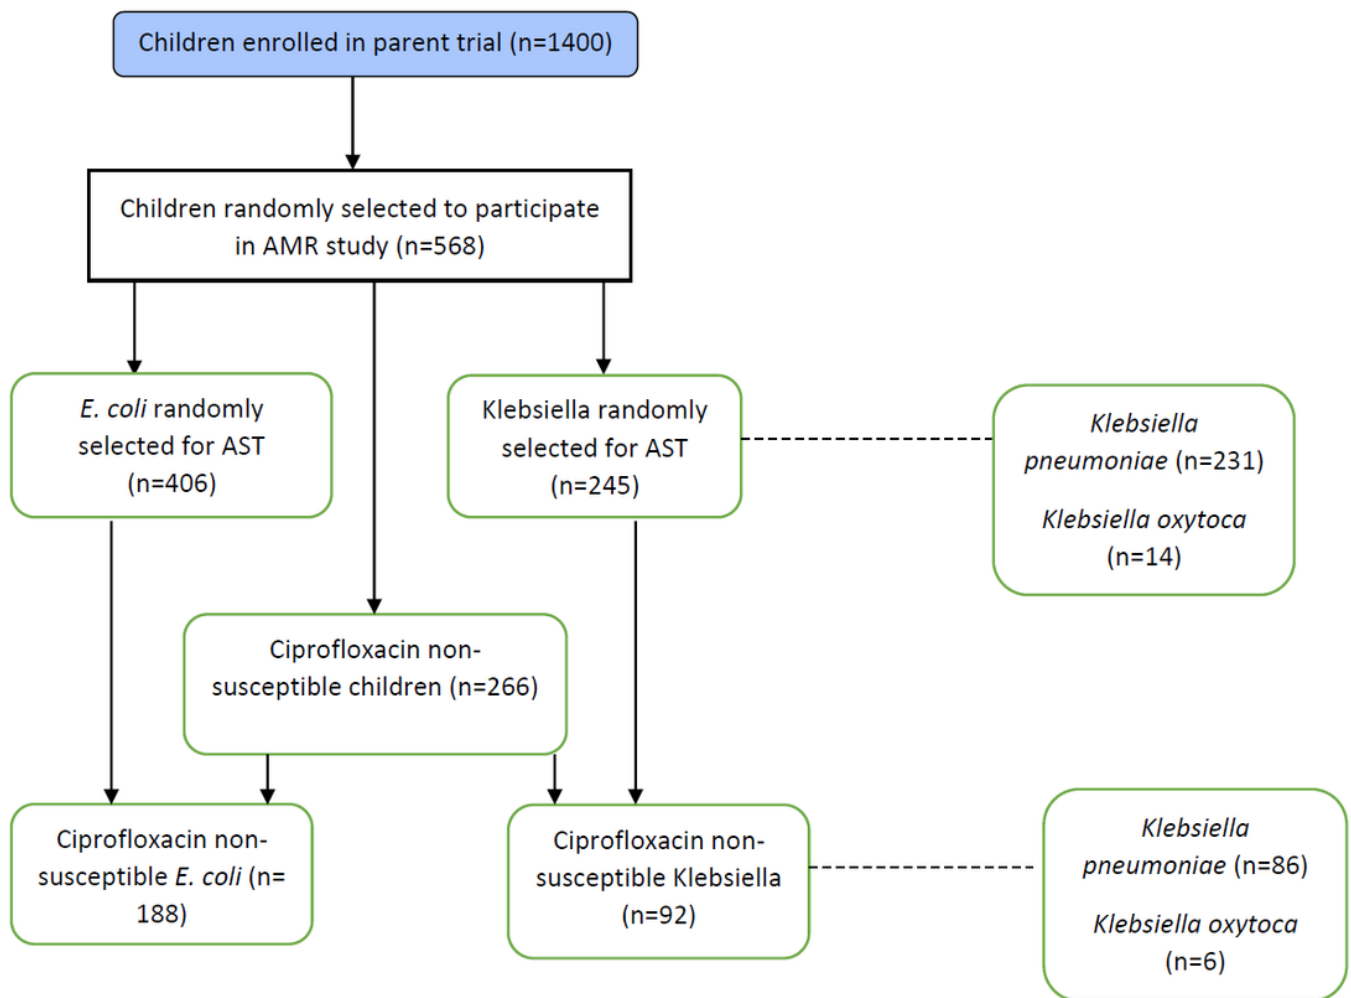 Children enrolled in parent trial (n=1400)
Children randomly selected to participate
in AMR study (n=568)
E. coli randomly
selected for AST
(n=406)
Klebsiella randomly
selected for AST
(n=245)
Klebsiella
pneumoniae (n=231)
Klebsiella oxytoca
(n=14)
Ciprofloxacin non-
susceptible children (n=266)
Ciprofloxacin non-
susceptible E. coli (n=
188)
Ciprofloxacin non-
susceptible Klebsiella
(n=92)
Klebsiella
pneumoniae (n=86)
Klebsiella oxytoca
(n=6)